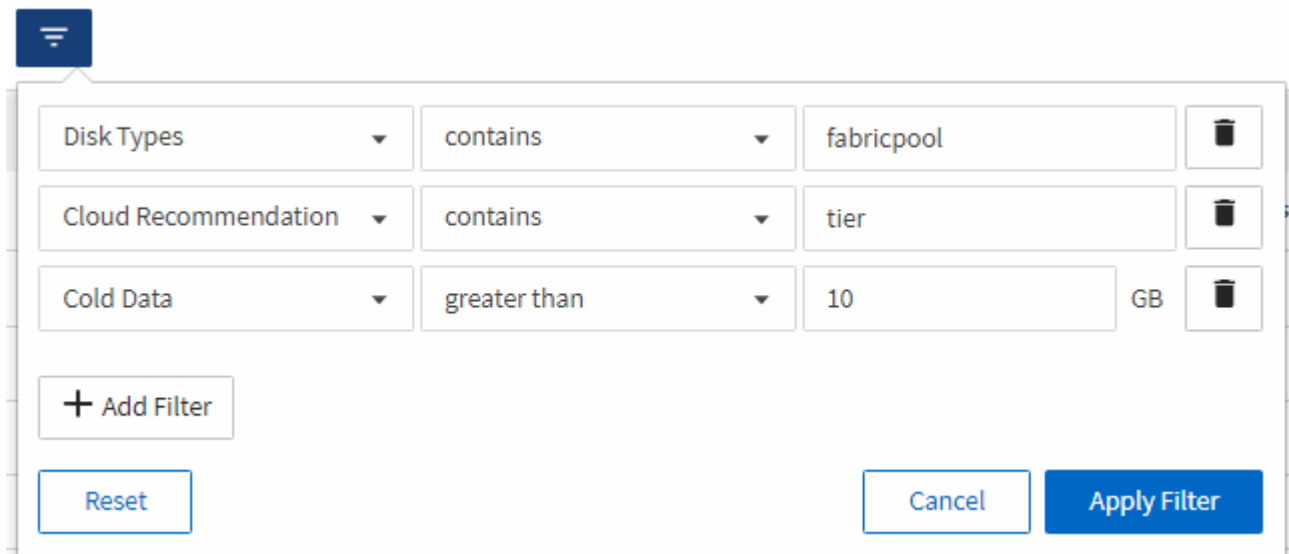 Disk Types contains fabricpool
Cloud Recommendation contains tier
Cold Data greater than 10 GB
+ Add Filter
Reset Cancel Apply Filter